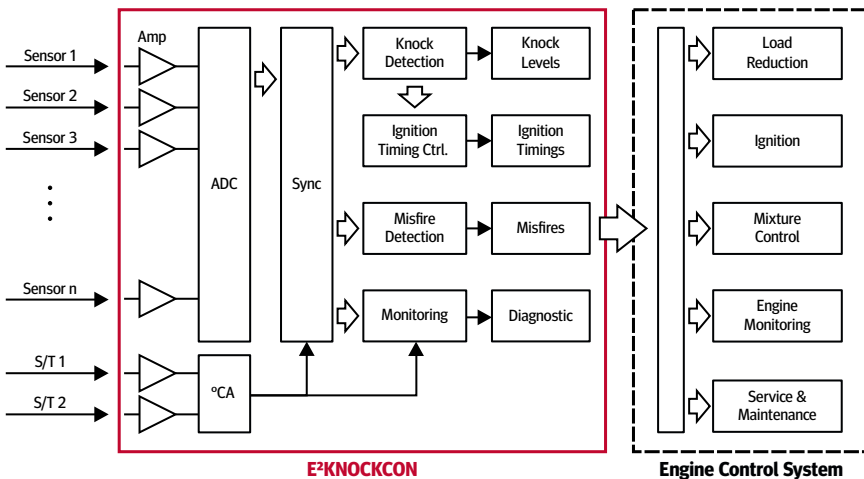 Amp
Sensor 1
Sensor 2
Sensor 3
Sensor n
S/T 1
S/T 2
ADC
ºCA
Sync
Knock
Detection
Knock
Levels
Ignition
Timing Ctrl.
Ignition
Timings
Misfire
Detection
Misfires
Monitoring
Diagnostic
E²KNOCKCON
Load
Reduction
Ignition
Mixture
Control
Engine
Monitoring
Service &
Maintenance
Engine Control System